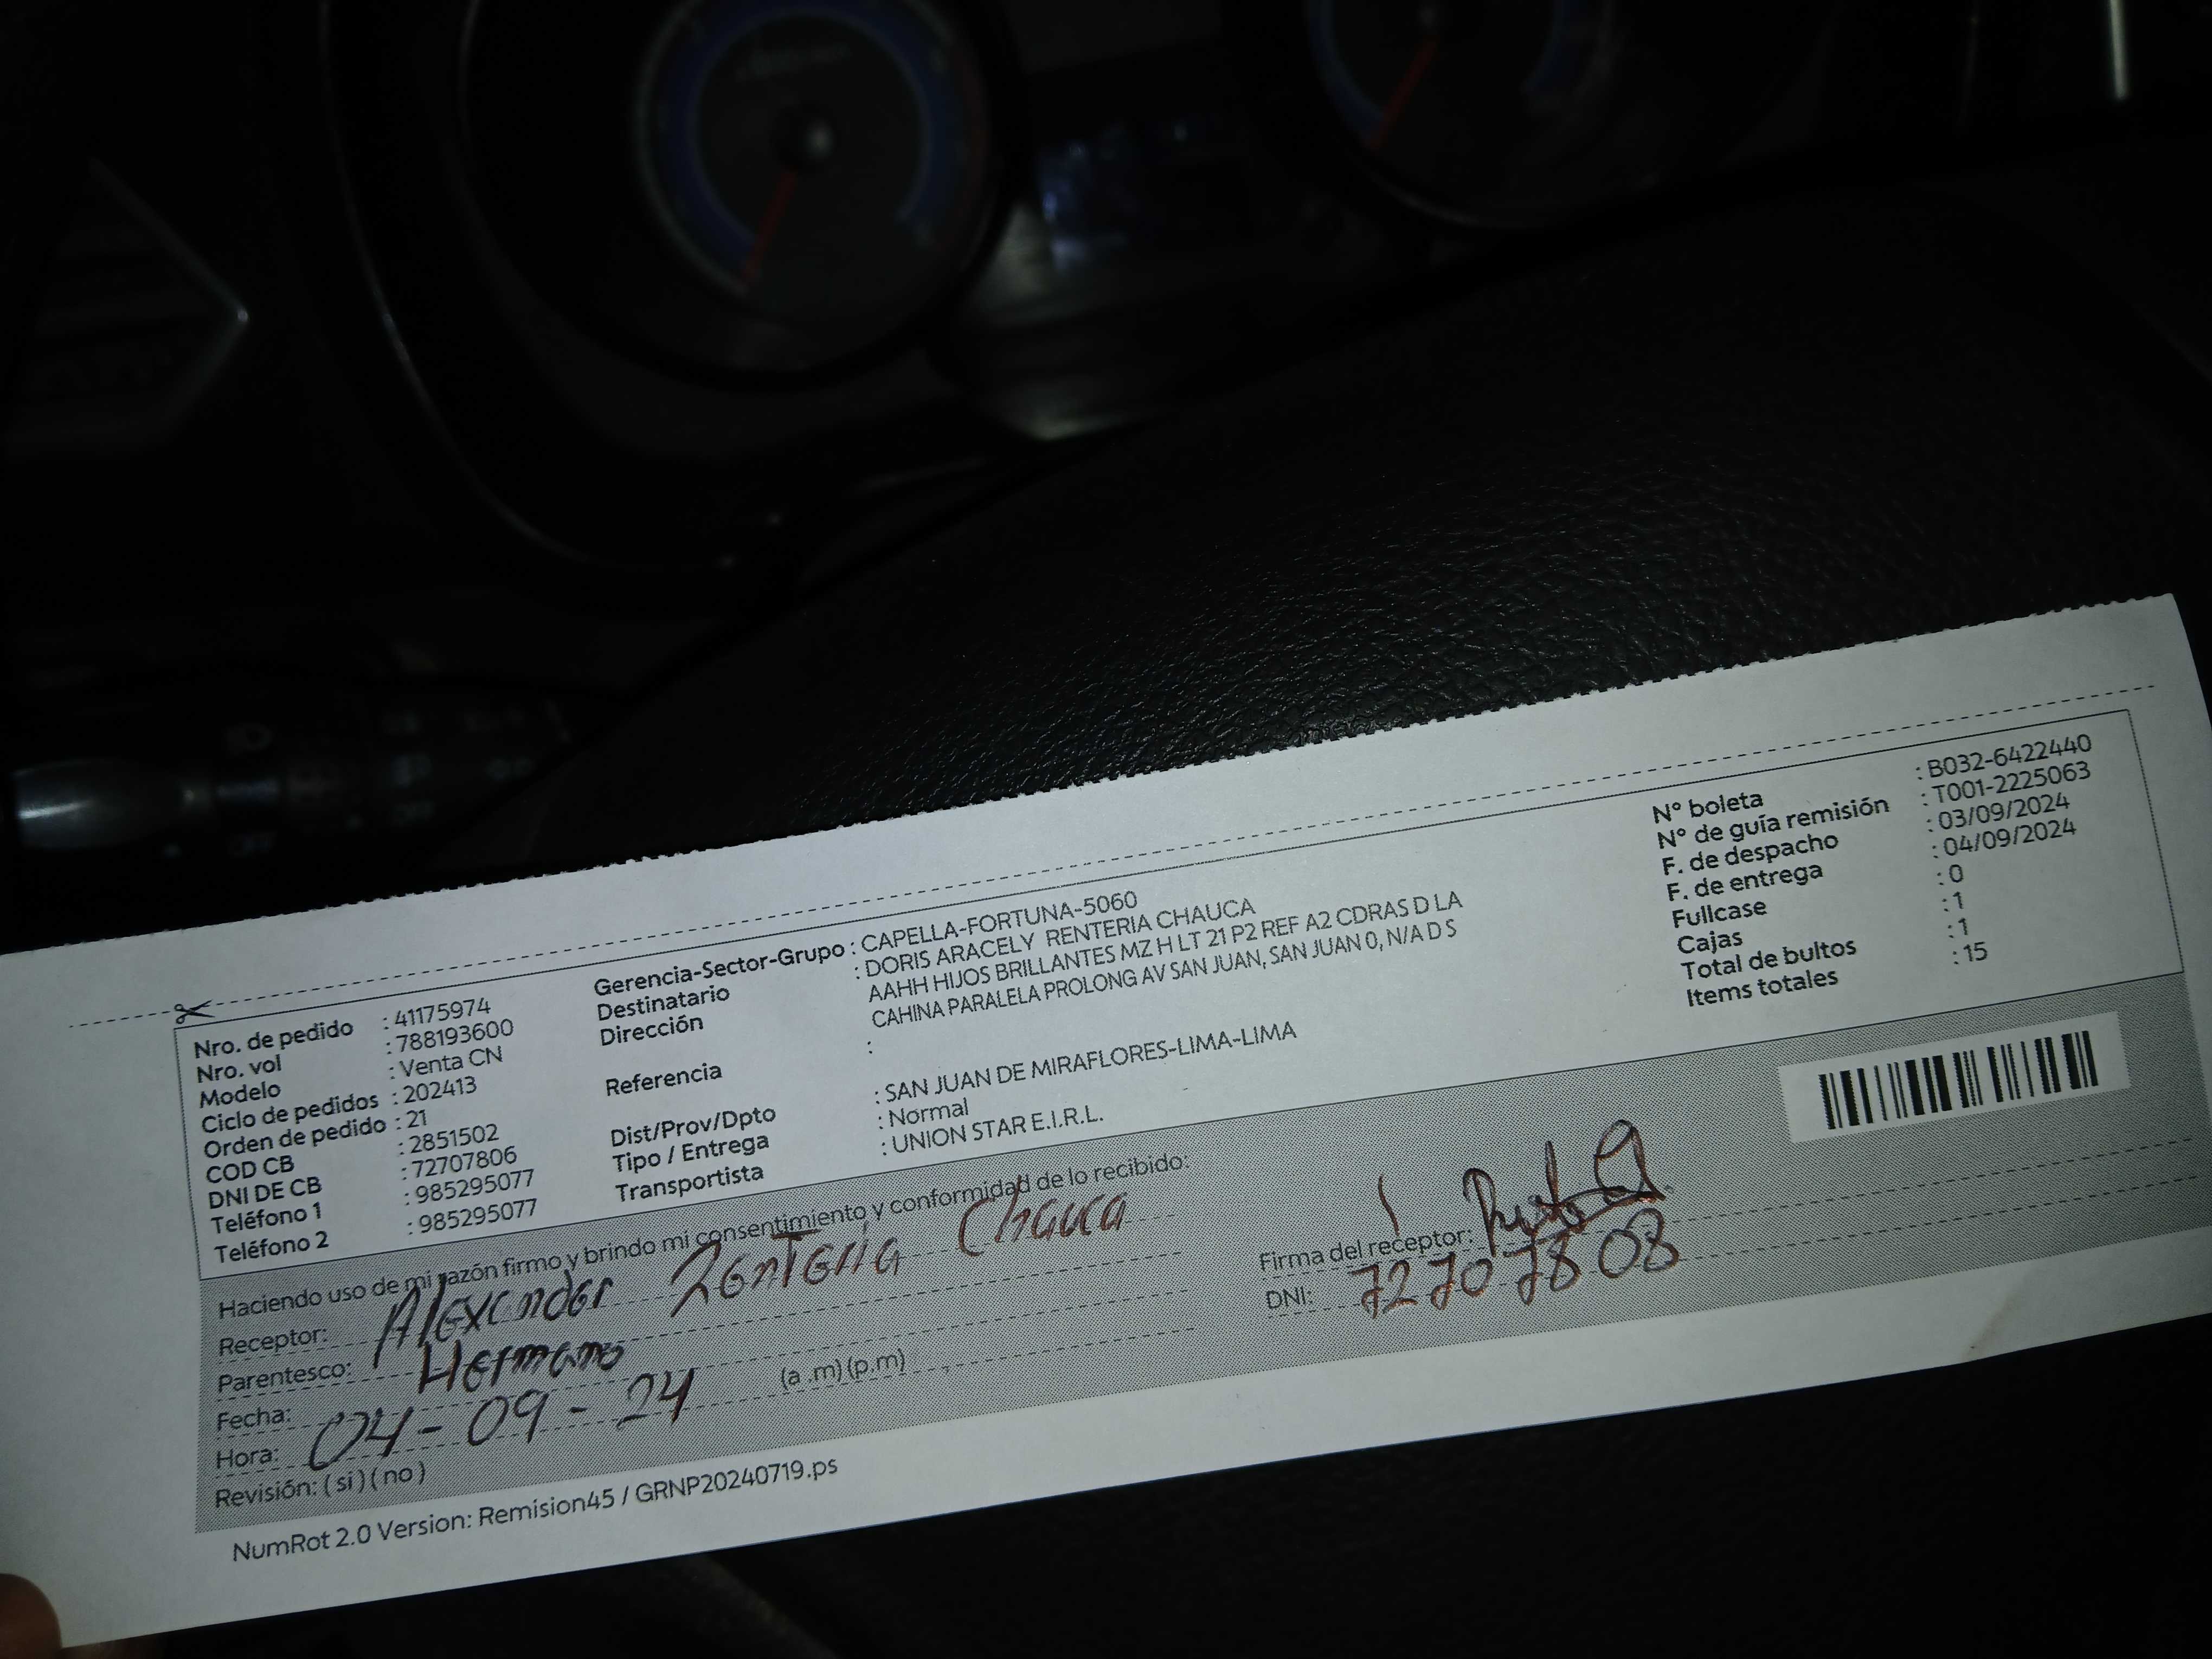 Nro. de pedido : 41175974
Nro. vol : 788193600
Modelo : Venta CN
Ciclo de pedidos : 202413
Orden de pedido : 21
COD CB : 2851502
DNI DE CB : 72707806
Teléfono 1 : 985295077
Teléfono 2 : 985295077
Gerencia-Sector-Grupo : CAPELLA-FORTUNA-5060
Destinatario : DORIS ARACELY RENTERIA CHAUCA
Dirección AAHH HIJOS BRILLANTES MZ H LT 21 P2 REF A2 CDRAS D LA
CAHINA PARALELA PROLONG AV SAN JUAN, SAN JUAN 0, N/A D S
Referencia :
Dist/Prov/Dpto : SAN JUAN DE MIRAFLORES-LIMA-LIMA
Tipo / Entrega : Normal
Transportista : UNION STAR E.I.R.L.
N° boleta : B032-6422440
N° de guía remisión : T001-2225063
F. de despacho : 03/09/2024
F. de entrega : 04/09/2024
Fullcase : 0
Cajas : 1
Total de bultos : 1
Items totales : 15
Haciendo uso de mi razón firmo y brindo mi consentimiento y conformidad de lo recibido:
Receptor: Alexander Renteria Chauca
Parentesco: Hermano
Fecha: 04-09-24
Hora: (a .m) (p.m)
Revisión: ( si ) ( no )
Firma del receptor:
DNI: 72707808
NumRot 2.0 Version: Remision45 / GRNP20240719.ps